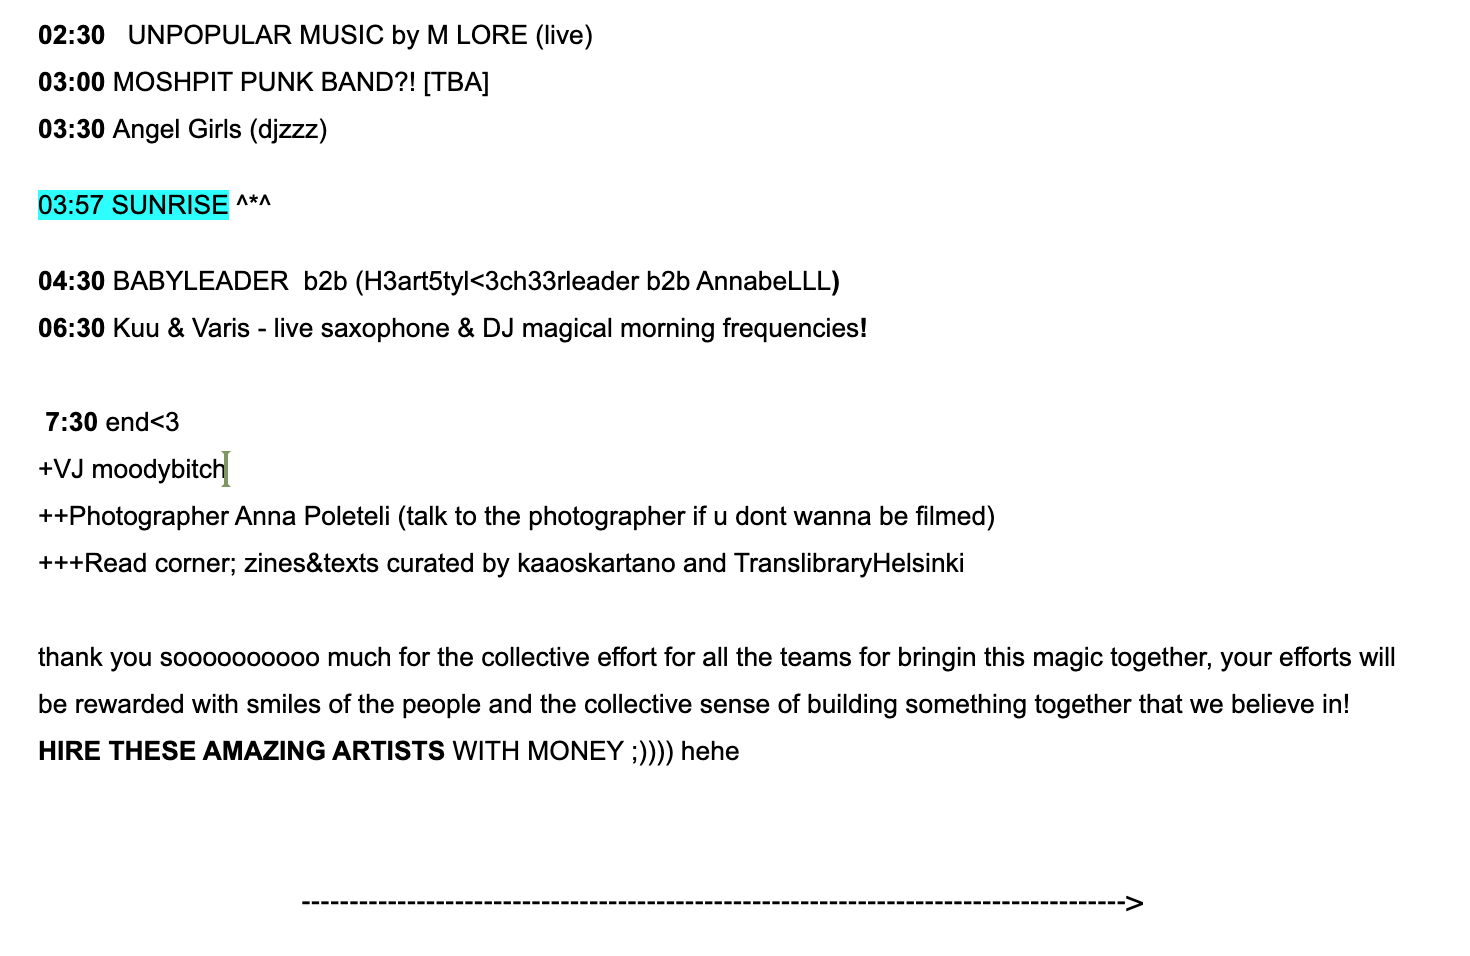 02:30   UNPOPULAR MUSIC by M LORE (live)
03:00 MOSHPIT PUNK BAND?! [TBA]
03:30 Angel Girls (djzzz)
03:57 SUNRISE ^*^
04:30 BABYLEADER  b2b (H3art5tyl<3ch33rleader b2b AnnabeLLL)
06:30 Kuu & Varis - live saxophone & DJ magical morning frequencies!
7:30 end<3
+VJ moodybitch
++Photographer Anna Poleteli (talk to the photographer if u dont wanna be filmed)
+++Read corner; zines&texts curated by kaaoskartano and TranslibraryHelsinki
thank you soooooooooo much for the collective effort for all the teams for bringin this magic together, your efforts will
be rewarded with smiles of the people and the collective sense of building something together that we believe in!
HIRE THESE AMAZING ARTISTS WITH MONEY ;)))) hehe
-------------------------------------------------------------------------------------->